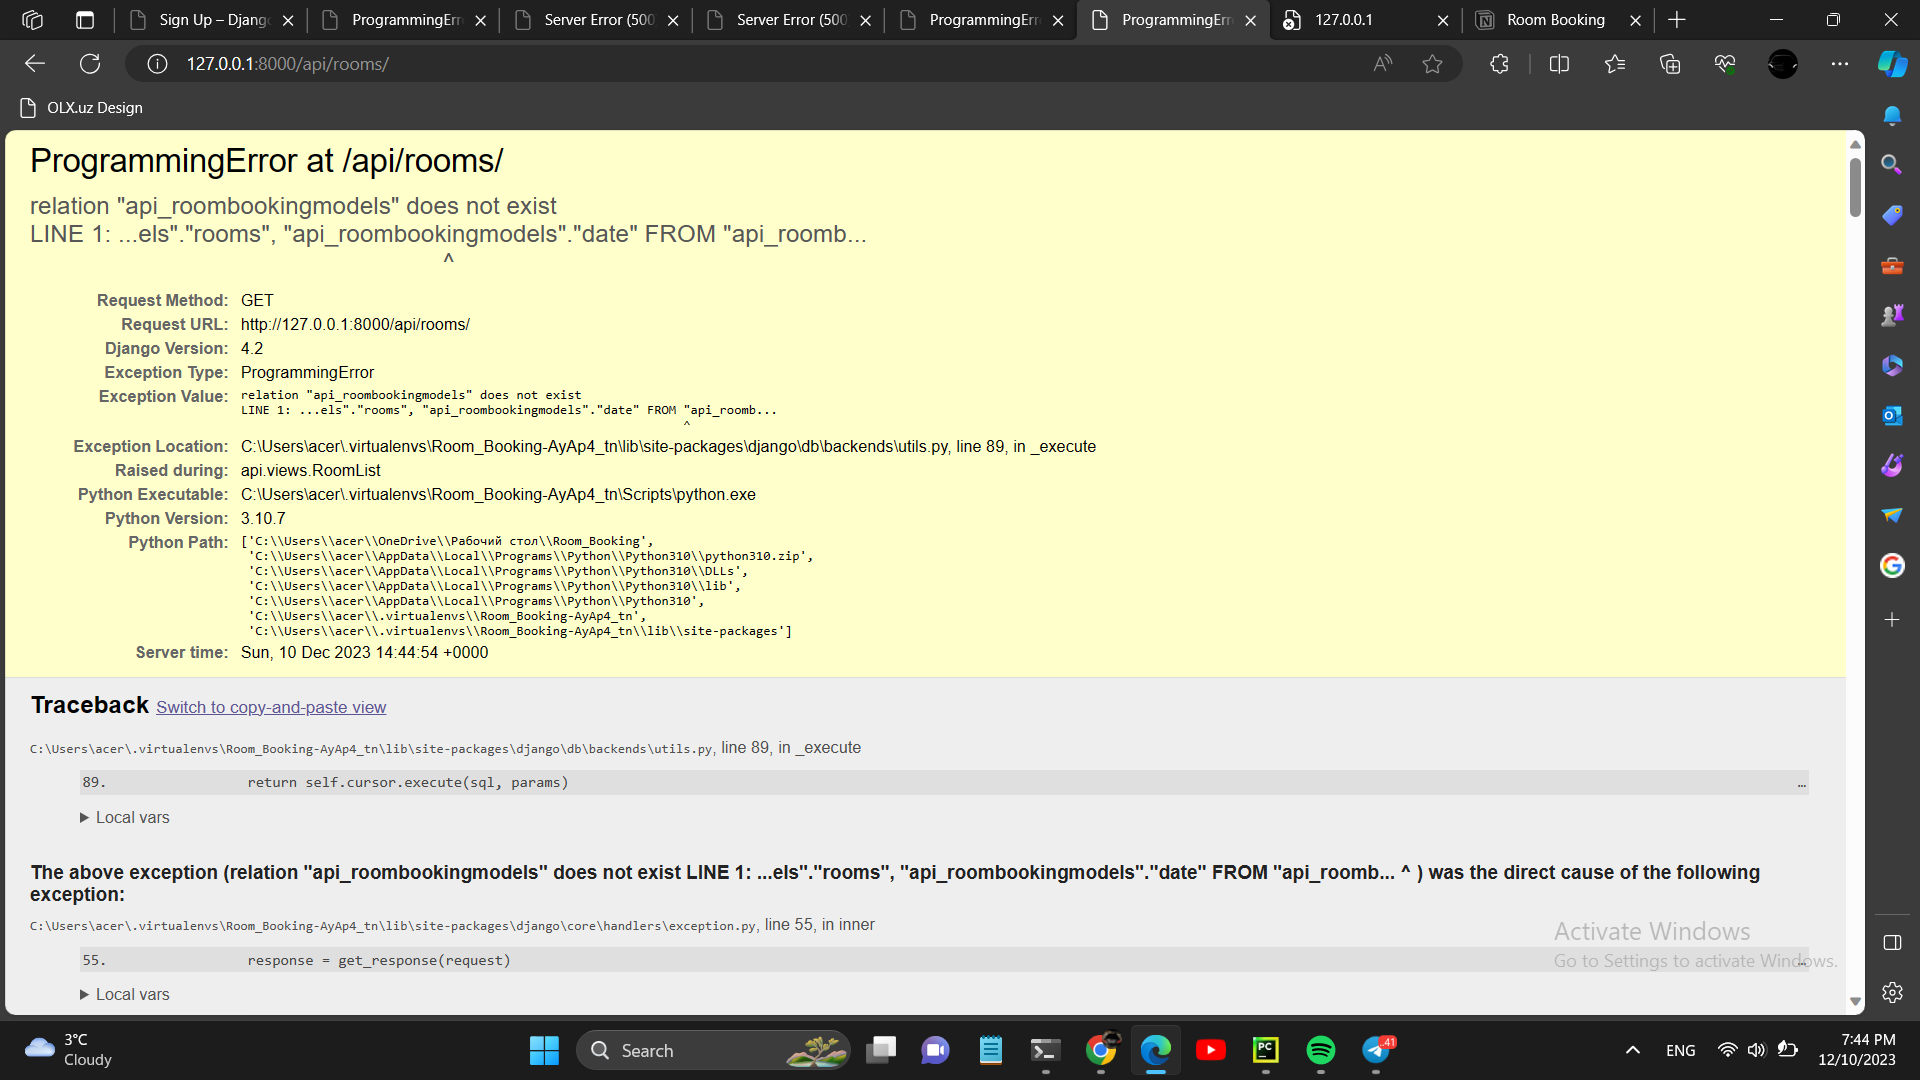 Sign Up – Djang
ProgrammingErr
Server Error (500
Server Error (500
ProgrammingErr
ProgrammingErr
127.0.0.1
Room Booking
127.0.0.1:8000/api/rooms/
OLX.uz Design
ProgrammingError at /api/rooms/
relation "api_roombookingmodels" does not exist
LINE 1: ...els"."rooms", "api_roombookingmodels"."date" FROM "api_roomb...
^
Request Method: GET
Request URL: http://127.0.0.1:8000/api/rooms/
Django Version: 4.2
Exception Type: ProgrammingError
Exception Value: relation "api_roombookingmodels" does not exist
LINE 1: ...els"."rooms", "api_roombookingmodels"."date" FROM "api_roomb...
^
Exception Location: C:\Users\acer\.virtualenvs\Room_Booking-AyAp4_tn\lib\site-packages\django\db\backends\utils.py, line 89, in _execute
Raised during: api.views.RoomList
Python Executable: C:\Users\acer\.virtualenvs\Room_Booking-AyAp4_tn\Scripts\python.exe
Python Version: 3.10.7
Python Path: ['C:\\Users\\acer\\OneDrive\\Рабочий стол\\Room_Booking',
'C:\\Users\\acer\\AppData\\Local\\Programs\\Python\\Python310\\python310.zip',
'C:\\Users\\acer\\AppData\\Local\\Programs\\Python\\Python310\\DLLs',
'C:\\Users\\acer\\AppData\\Local\\Programs\\Python\\Python310\\lib',
'C:\\Users\\acer\\AppData\\Local\\Programs\\Python\\Python310',
'C:\\Users\\acer\\.virtualenvs\\Room_Booking-AyAp4_tn',
'C:\\Users\\acer\\.virtualenvs\\Room_Booking-AyAp4_tn\\lib\\site-packages']
Server time: Sun, 10 Dec 2023 14:44:54 +0000
Traceback Switch to copy-and-paste view
C:\Users\acer\.virtualenvs\Room_Booking-AyAp4_tn\lib\site-packages\django\db\backends\utils.py, line 89, in _execute
89. return self.cursor.execute(sql, params) …
▶ Local vars
The above exception (relation "api_roombookingmodels" does not exist LINE 1: ...els"."rooms", "api_roombookingmodels"."date" FROM "api_roomb... ^ ) was the direct cause of the following
exception:
C:\Users\acer\.virtualenvs\Room_Booking-AyAp4_tn\lib\site-packages\django\core\handlers\exception.py, line 55, in inner
55. response = get_response(request) …
▶ Local vars
Activate Windows
Go to Settings to activate Windows.
3°C
Cloudy
Search
41
ENG
7:44 PM
12/10/2023